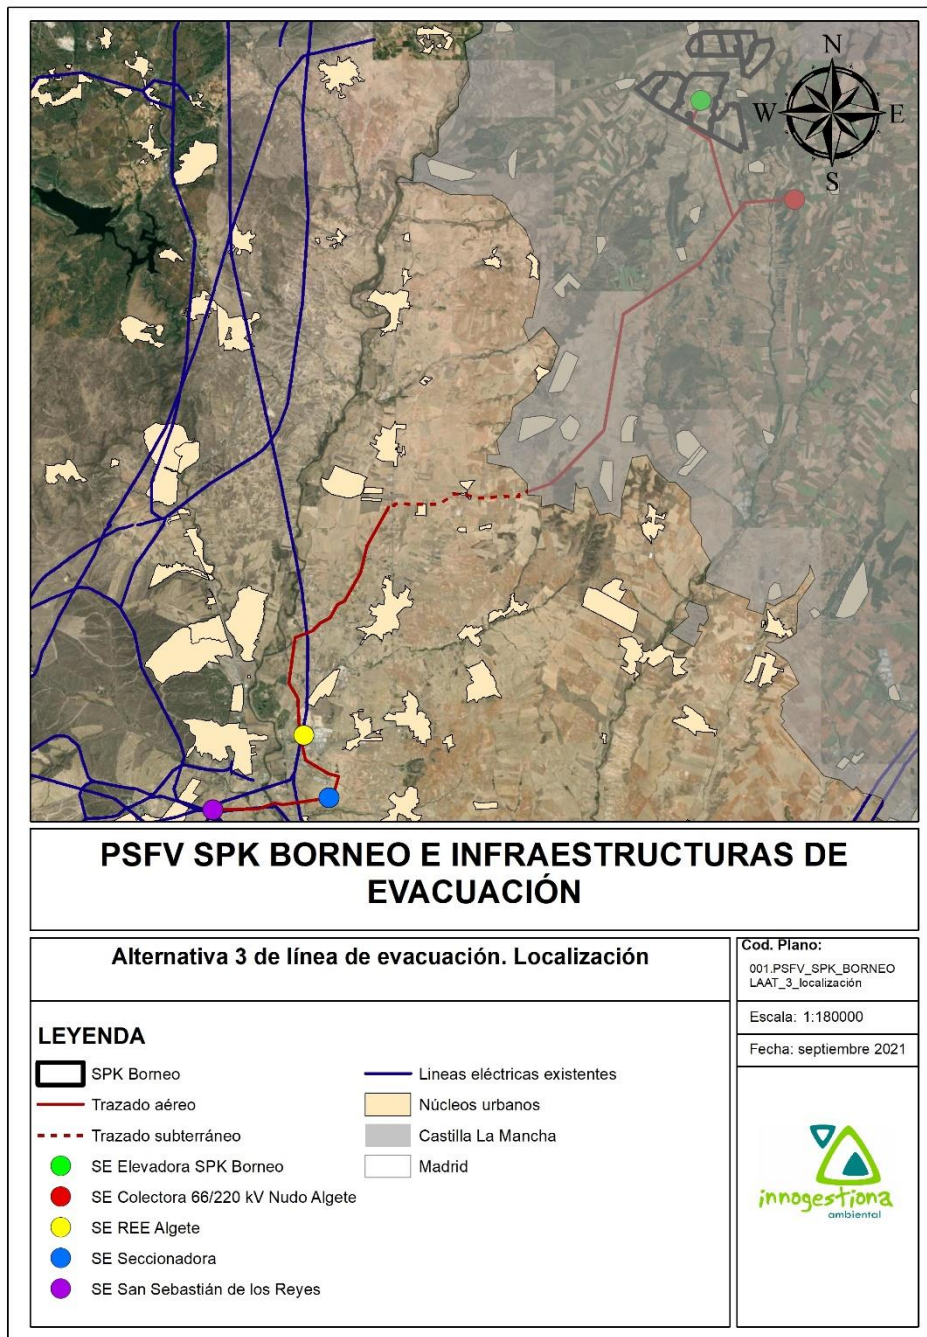 N
W
E
S
PSFV SPK BORNEO E INFRAESTRUCTURAS DE
EVACUACIÓN
Alternativa 3 de línea de evacuación. Localización
Cod. Plano:
001.PSFV_SPK_BORNEO
LAAT_3_localización
Escala: 1:180000
Fecha: septiembre 2021
LEYENDA
SPK Borneo
Trazado aéreo
Trazado subterráneo
SE Elevadora SPK Borneo
SE Colectora 66/220 kV Nudo Algete
SE REE Algete
SE Seccionadora
SE San Sebastián de los Reyes
Lineas eléctricas existentes
Núcleos urbanos
Castilla La Mancha
Madrid
innogestiona
ambiental